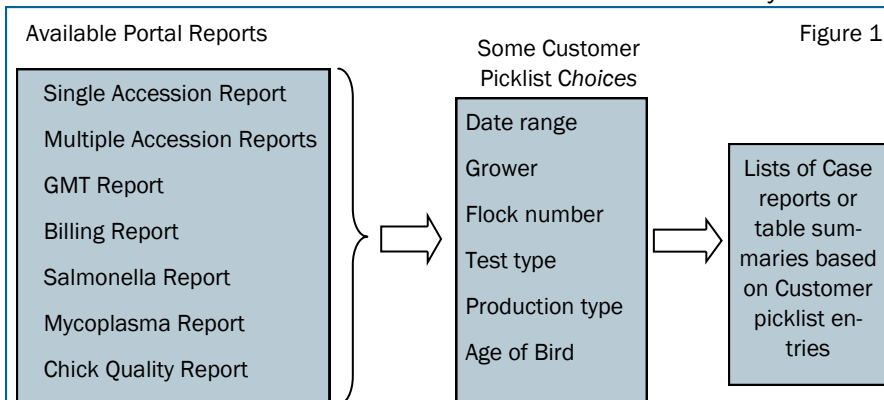 Available Portal Reports
Figure 1
Some Customer
Picklist Choices
Single Accession Report
Multiple Accession Reports
GMT Report
Billing Report
Salmonella Report
Mycoplasma Report
Chick Quality Report
Date range
Grower
Flock number
Test type
Production type
Age of Bird
Lists of Case
reports or
table sum-
maries based
on Customer
picklist en-
tries